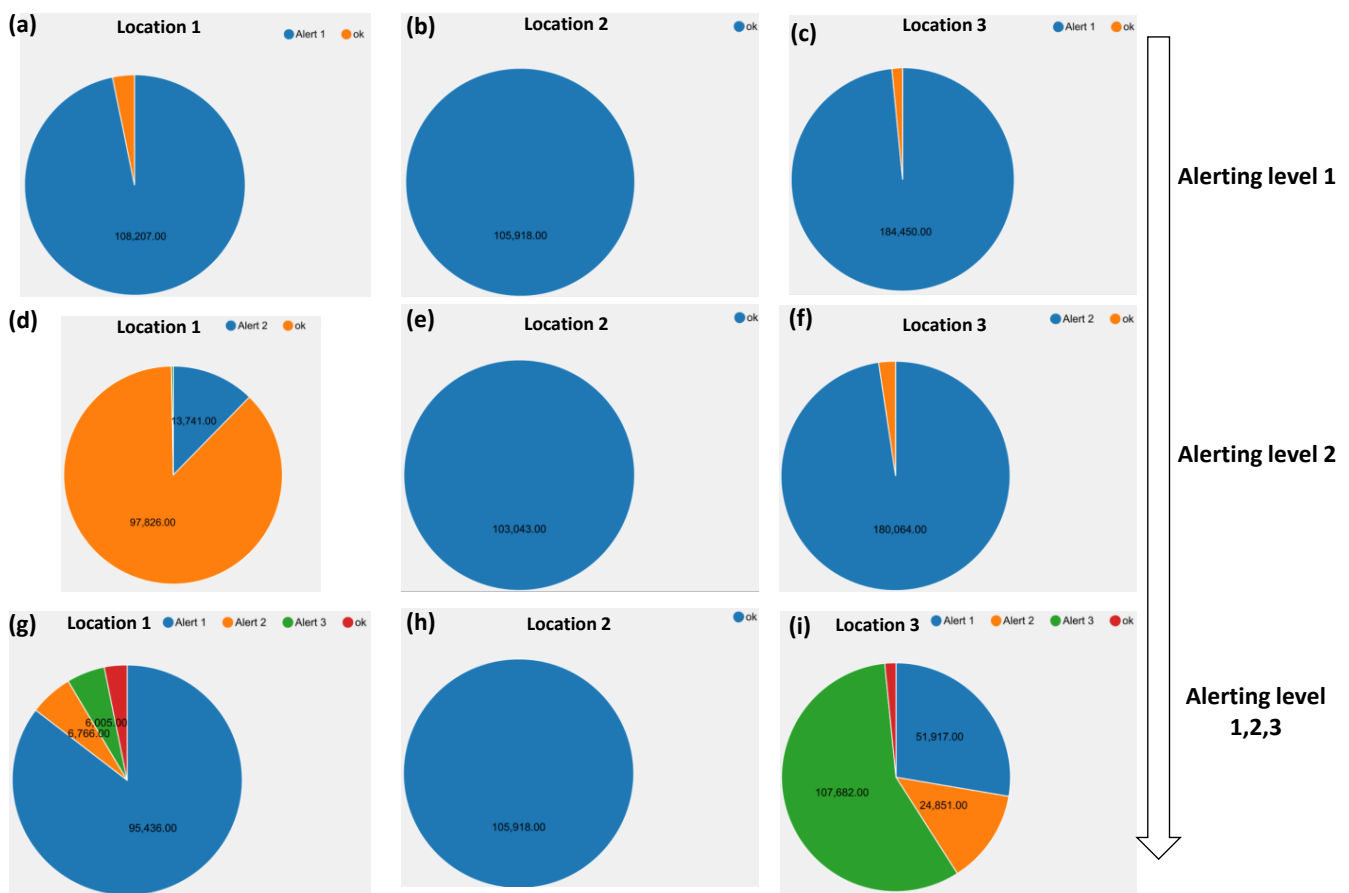 (a)
Location 1
Alert 1 ok
108,207.00
(b)
Location 2
ok
105,918.00
(c)
Location 3
Alert 1 ok
184,450.00
Alerting level 1
(d)
Location 1
Alert 2 ok
13,741.00
97,826.00
(e)
Location 2
ok
103,043.00
(f)
Location 3
Alert 2 ok
180,064.00
Alerting level 2
(g)
Location 1
Alert 1 Alert 2 Alert 3 ok
6,005.00
6,766.00
95,436.00
(h)
Location 2
ok
105,918.00
(i)
Location 3
Alert 1 Alert 2 Alert 3 ok
51,917.00
107,682.00
24,851.00
Alerting level
1,2,3